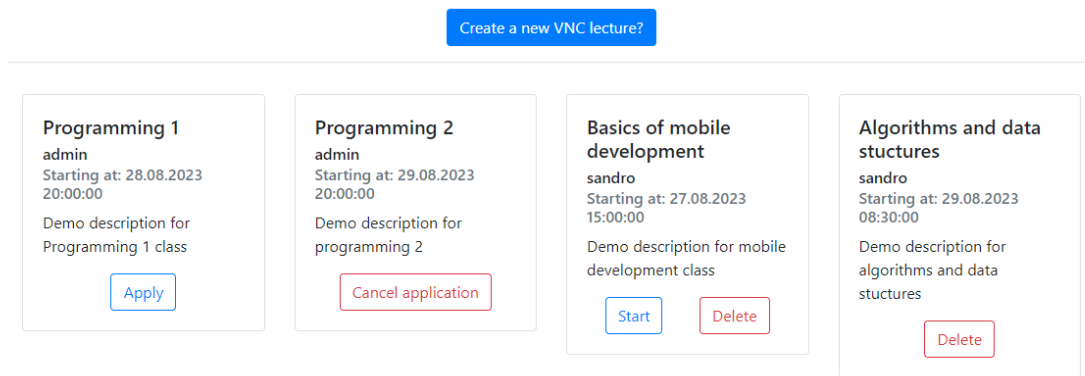 Create a new VNC lecture?
Programming 1
admin
Starting at: 28.08.2023
20:00:00
Demo description for
Programming 1 class
Apply
Programming 2
admin
Starting at: 29.08.2023
20:00:00
Demo description for
programming 2
Cancel application
Basics of mobile
development
sandro
Starting at: 27.08.2023
15:00:00
Demo description for mobile
development class
Start
Delete
Algorithms and data
stuctures
sandro
Starting at: 29.08.2023
08:30:00
Demo description for
algorithms and data
stuctures
Delete